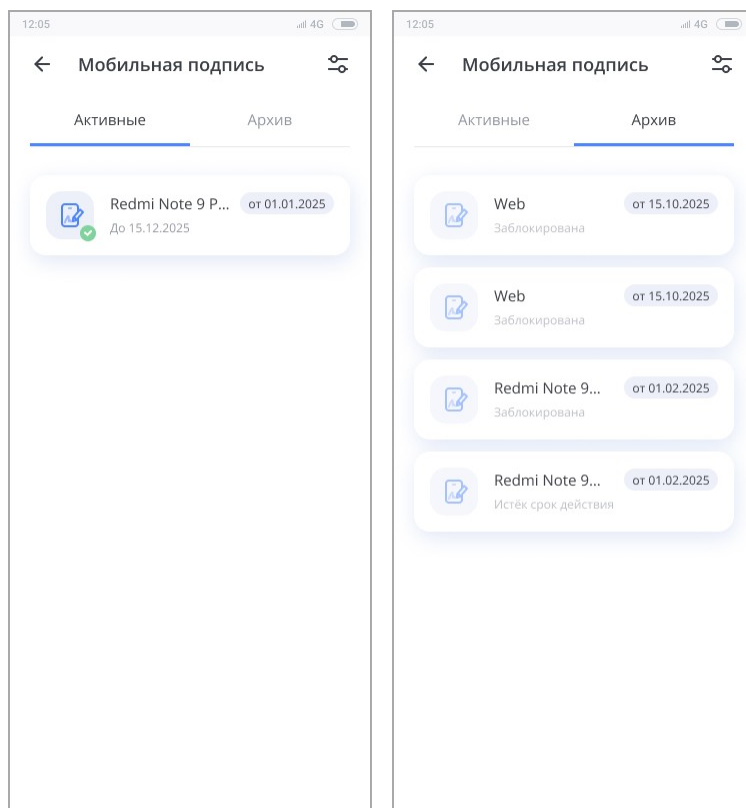 12:05 4G
Мобильная подпись
Активные Архив
Redmi Note 9 P... от 01.01.2025
До 15.12.2025
12:05 4G
Мобильная подпись
Активные Архив
Web от 15.10.2025
Заблокирована
Web от 15.10.2025
Заблокирована
Redmi Note 9... от 01.02.2025
Заблокирована
Redmi Note 9... от 01.02.2025
Истёк срок действия